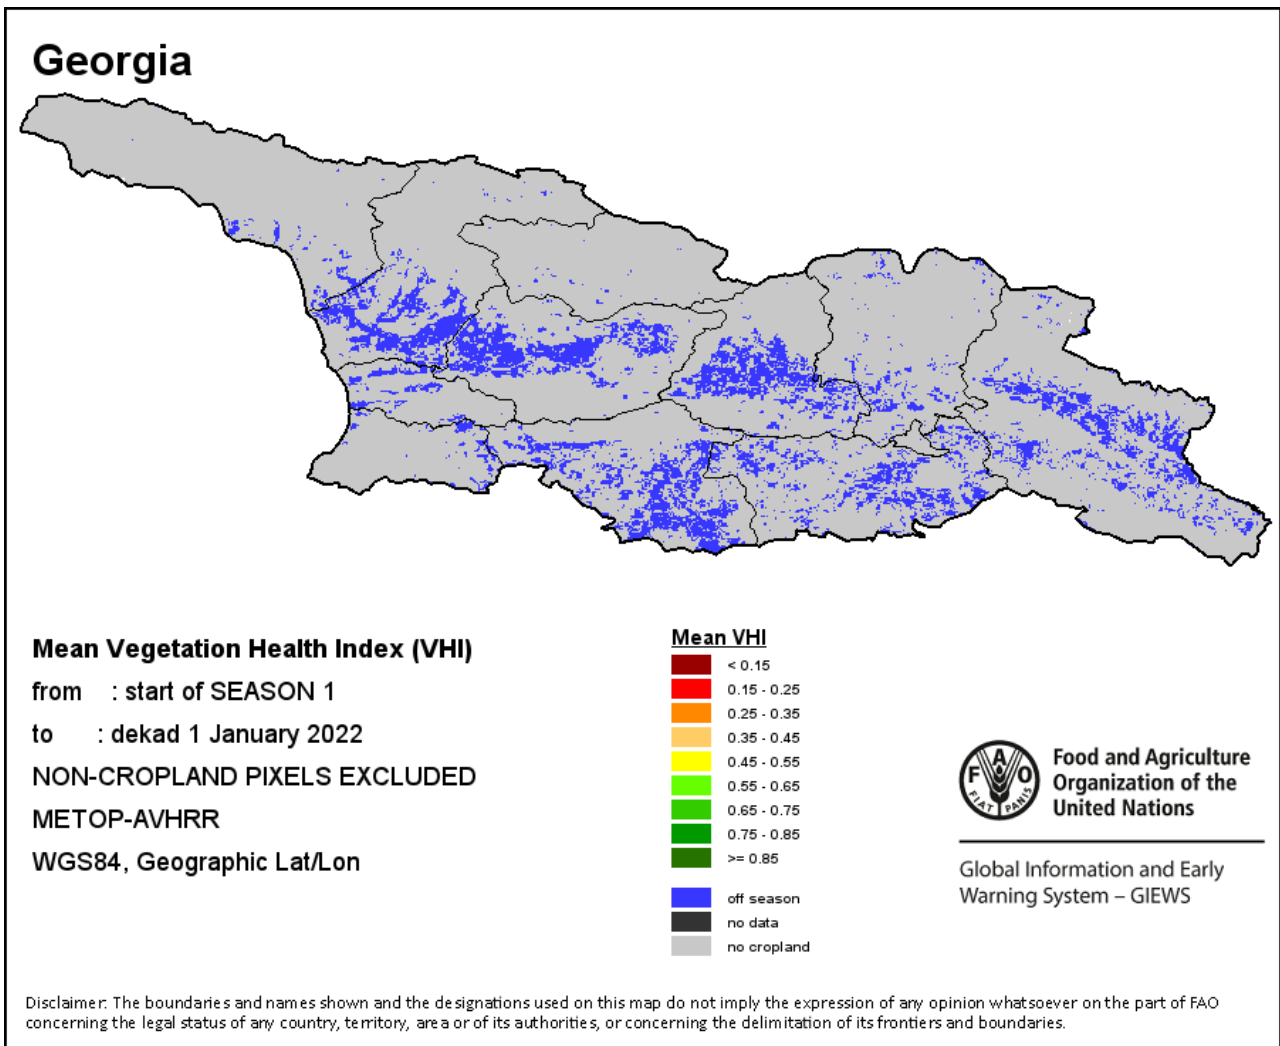 Georgia
Mean Vegetation Health Index (VHI)
from : start of SEASON 1
to : dekad 1 January 2022
NON-CROPLAND PIXELS EXCLUDED
METOP-AVHRR
WGS84, Geographic Lat/Lon
Mean VHI
< 0.15
0.15 - 0.25
0.25 - 0.35
0.35 - 0.45
0.45 - 0.55
0.55 - 0.65
0.65 - 0.75
0.75 - 0.85
>= 0.85
off season
no data
no cropland
F A O
FIAT PANIS
Food and Agriculture
Organization of the
United Nations
Global Information and Early
Warning System – GIEWS
Disclaimer: The boundaries and names shown and the designations used on this map do not imply the expression of any opinion whatsoever on the part of FAO
concerning the legal status of any country, territory, area or of its authorities, or concerning the delimitation of its frontiers and boundaries.